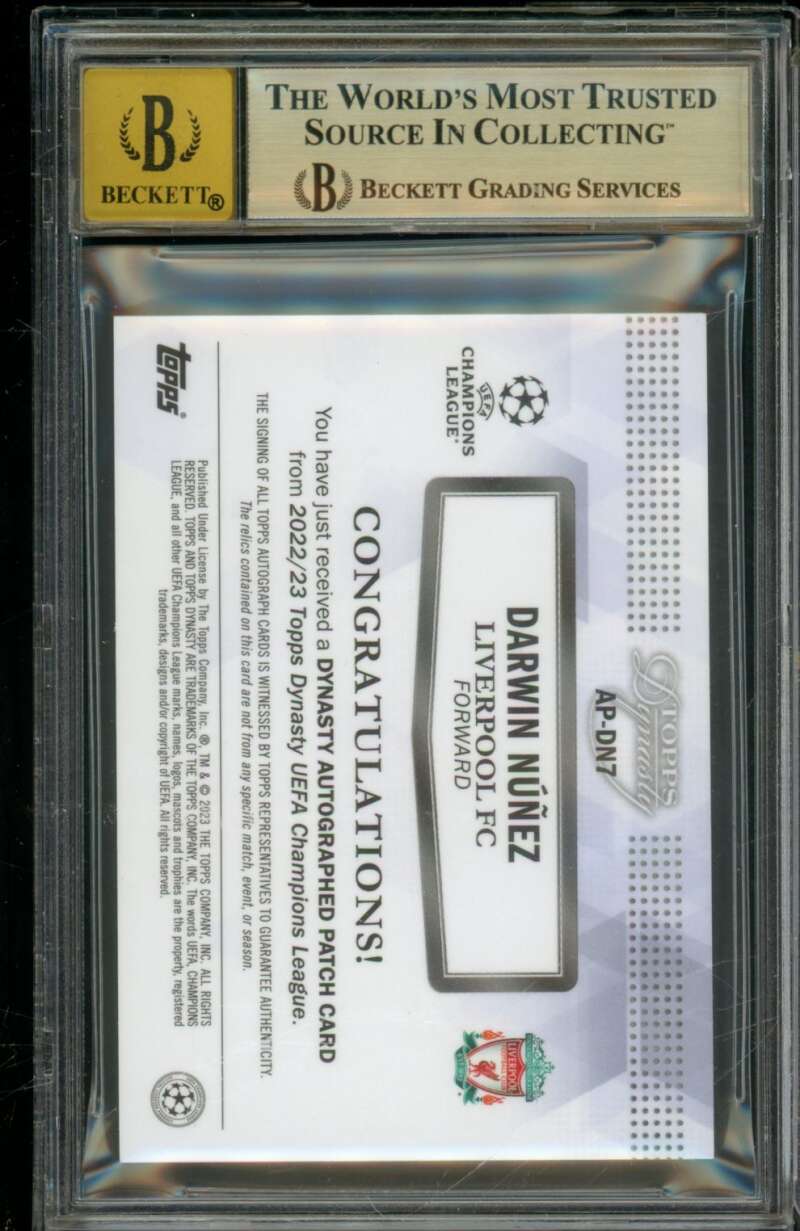 B
BECKETT®
THE WORLD'S MOST TRUSTED
SOURCE IN COLLECTING™
B BECKETT GRADING SERVICES
TOPPS
Dynasty
AP-DN7
UEFA
CHAMPIONS
LEAGUE®
DARWIN NÚÑEZ
LIVERPOOL FC
FORWARD
LIVERPOOL
CONGRATULATIONS!
You have just received a DYNASTY AUTOGRAPHED PATCH CARD
from 2022/23 Topps Dynasty UEFA Champions League.
THE SIGNING OF ALL TOPPS AUTOGRAPH CARDS IS WITNESSED BY TOPPS REPRESENTATIVES TO GUARANTEE AUTHENTICITY.
The relics contained on this card are not from any specific match, event, or season.
topps®
Published Under License by The Topps Company, Inc. ®, TM & © 2023 THE TOPPS COMPANY, INC. ALL RIGHTS
RESERVED. TOPPS AND TOPPS DYNASTY ARE TRADEMARKS OF THE TOPPS COMPANY, INC. The words UEFA, CHAMPIONS
LEAGUE, and all other UEFA Champions League marks, names, logos, mascots and trophies are the property, registered
trademarks, designs and/or copyright of UEFA. All rights reserved.